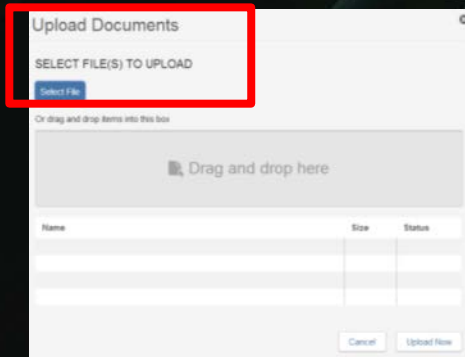 Upload Documents
SELECT FILE(S) TO UPLOAD
Select File
Or drag and drop items into this box
Drag and drop here
Name Size Status
Cancel Upload Now